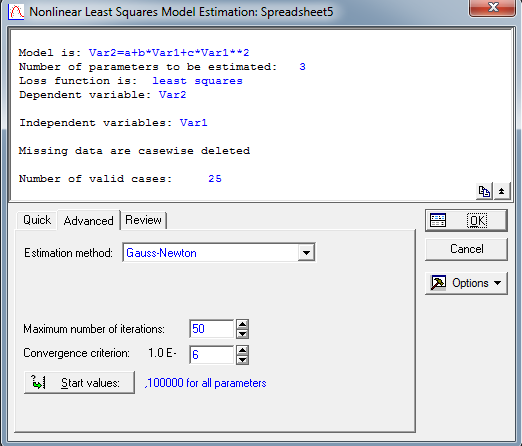 Nonlinear Least Squares Model Estimation: Spreadsheet5
Model is: Var2=a+b*Var1+c*Var1**2
Number of parameters to be estimated: 3
Loss function is: least squares
Dependent variable: Var2
Independent variables: Var1
Missing data are casewise deleted
Number of valid cases: 25
Quick Advanced Review
OK
Cancel
Options
Estimation method: Gauss-Newton
Maximum number of iterations: 50
Convergence criterion: 1.0 E- 6
Start values: ,100000 for all parameters